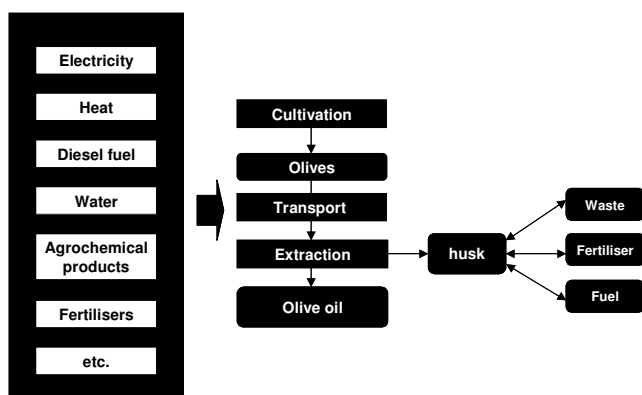 Electricity
Heat
Diesel fuel
Water
Agrochemical
products
Fertilisers
etc.
Cultivation
Olives
Transport
Extraction
Olive oil
husk
Waste
Fertiliser
Fuel